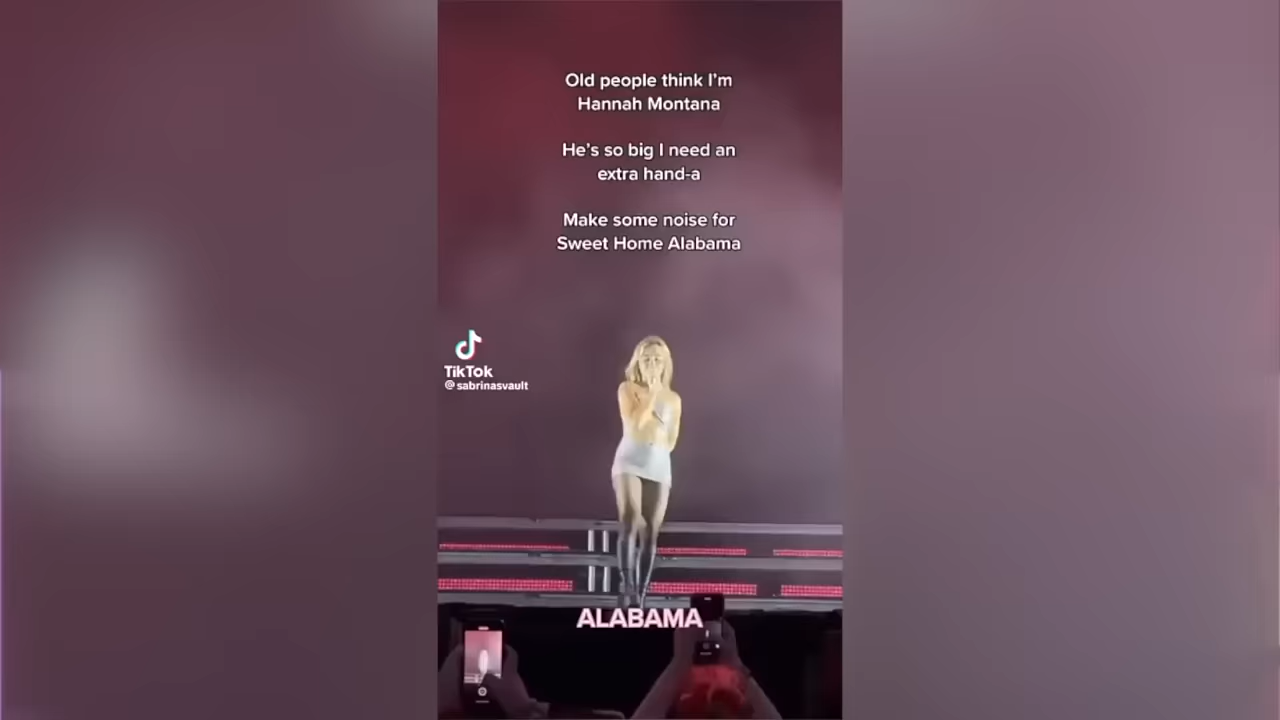 Old people think I'm
Hannah Montana
He's so big I need an
extra hand-a
Make some noise for
Sweet Home Alabama
TikTok
@sabrinasvault
ALABAMA